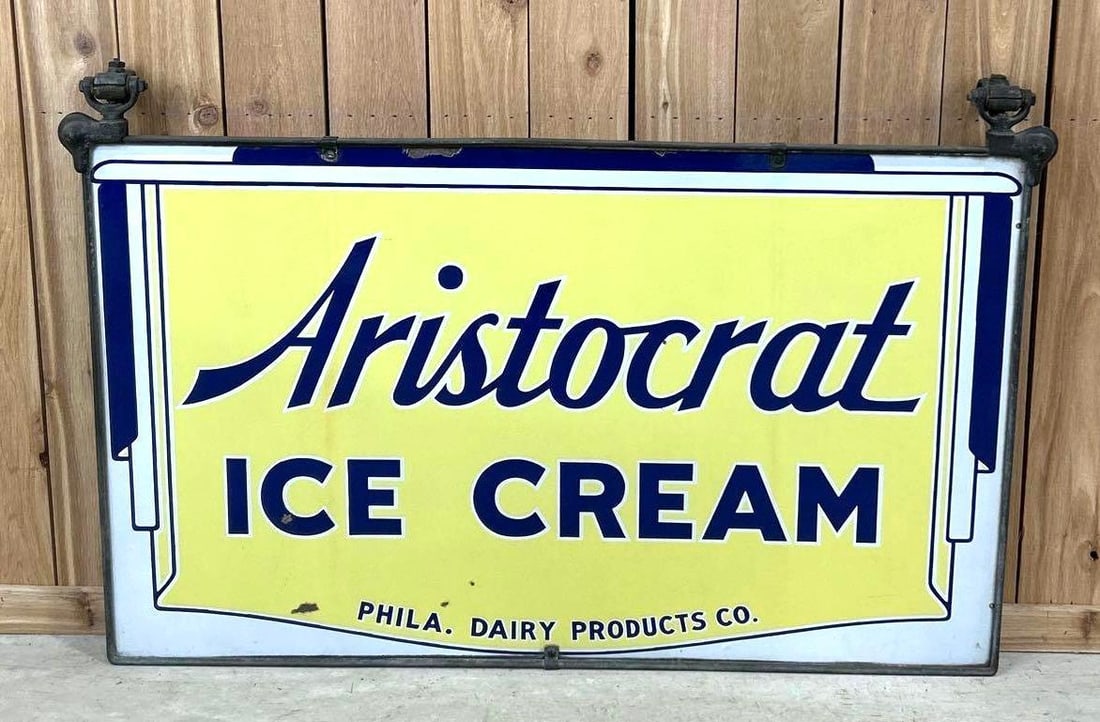 Aristocrat
ICE CREAM
PHILA. DAIRY PRODUCTS CO.